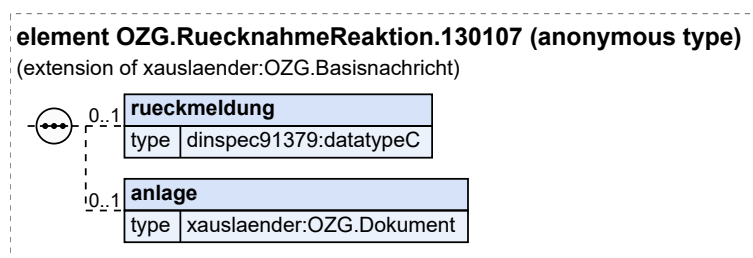 element OZG.RuecknahmeReaktion.130107 (anonymous type)
(extension of xauslaender:OZG.Basisnachricht)
0..1 rueckmeldung
type dinspec91379:datatypeC
0..1 anlage
type xauslaender:OZG.Dokument